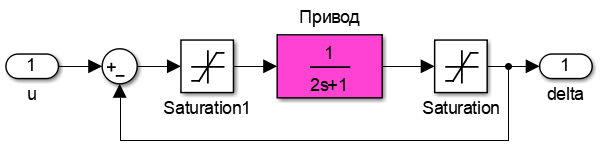 Привод
1
u
+
−
Saturation1
1
2s+1
Saturation
1
delta